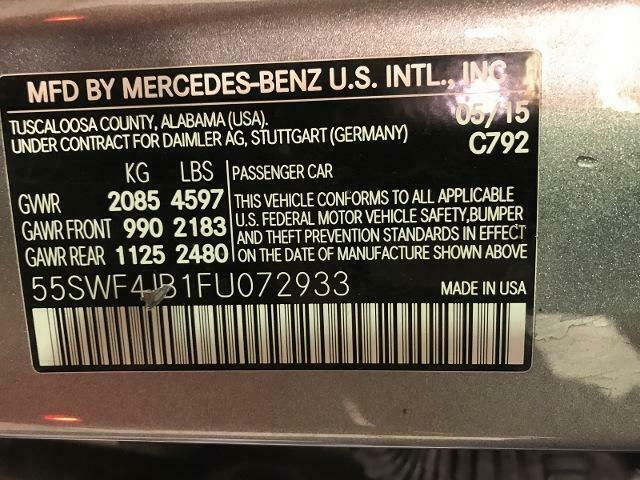 MFD BY MERCEDES-BENZ U.S. INTL., INC.
TUSCALOOSA COUNTY, ALABAMA (USA). 05/15
UNDER CONTRACT FOR DAIMLER AG, STUTTGART (GERMANY) C792
KG LBS PASSENGER CAR
GVWR 2085 4597 THIS VEHICLE CONFORMS TO ALL APPLICABLE
GAWR FRONT 990 2183 U.S. FEDERAL MOTOR VEHICLE SAFETY,BUMPER
GAWR REAR 1125 2480 AND THEFT PREVENTION STANDARDS IN EFFECT
ON THE DATE OF MANUFACTURE SHOWN ABOVE
55SWF4JB1FU072933 MADE IN USA